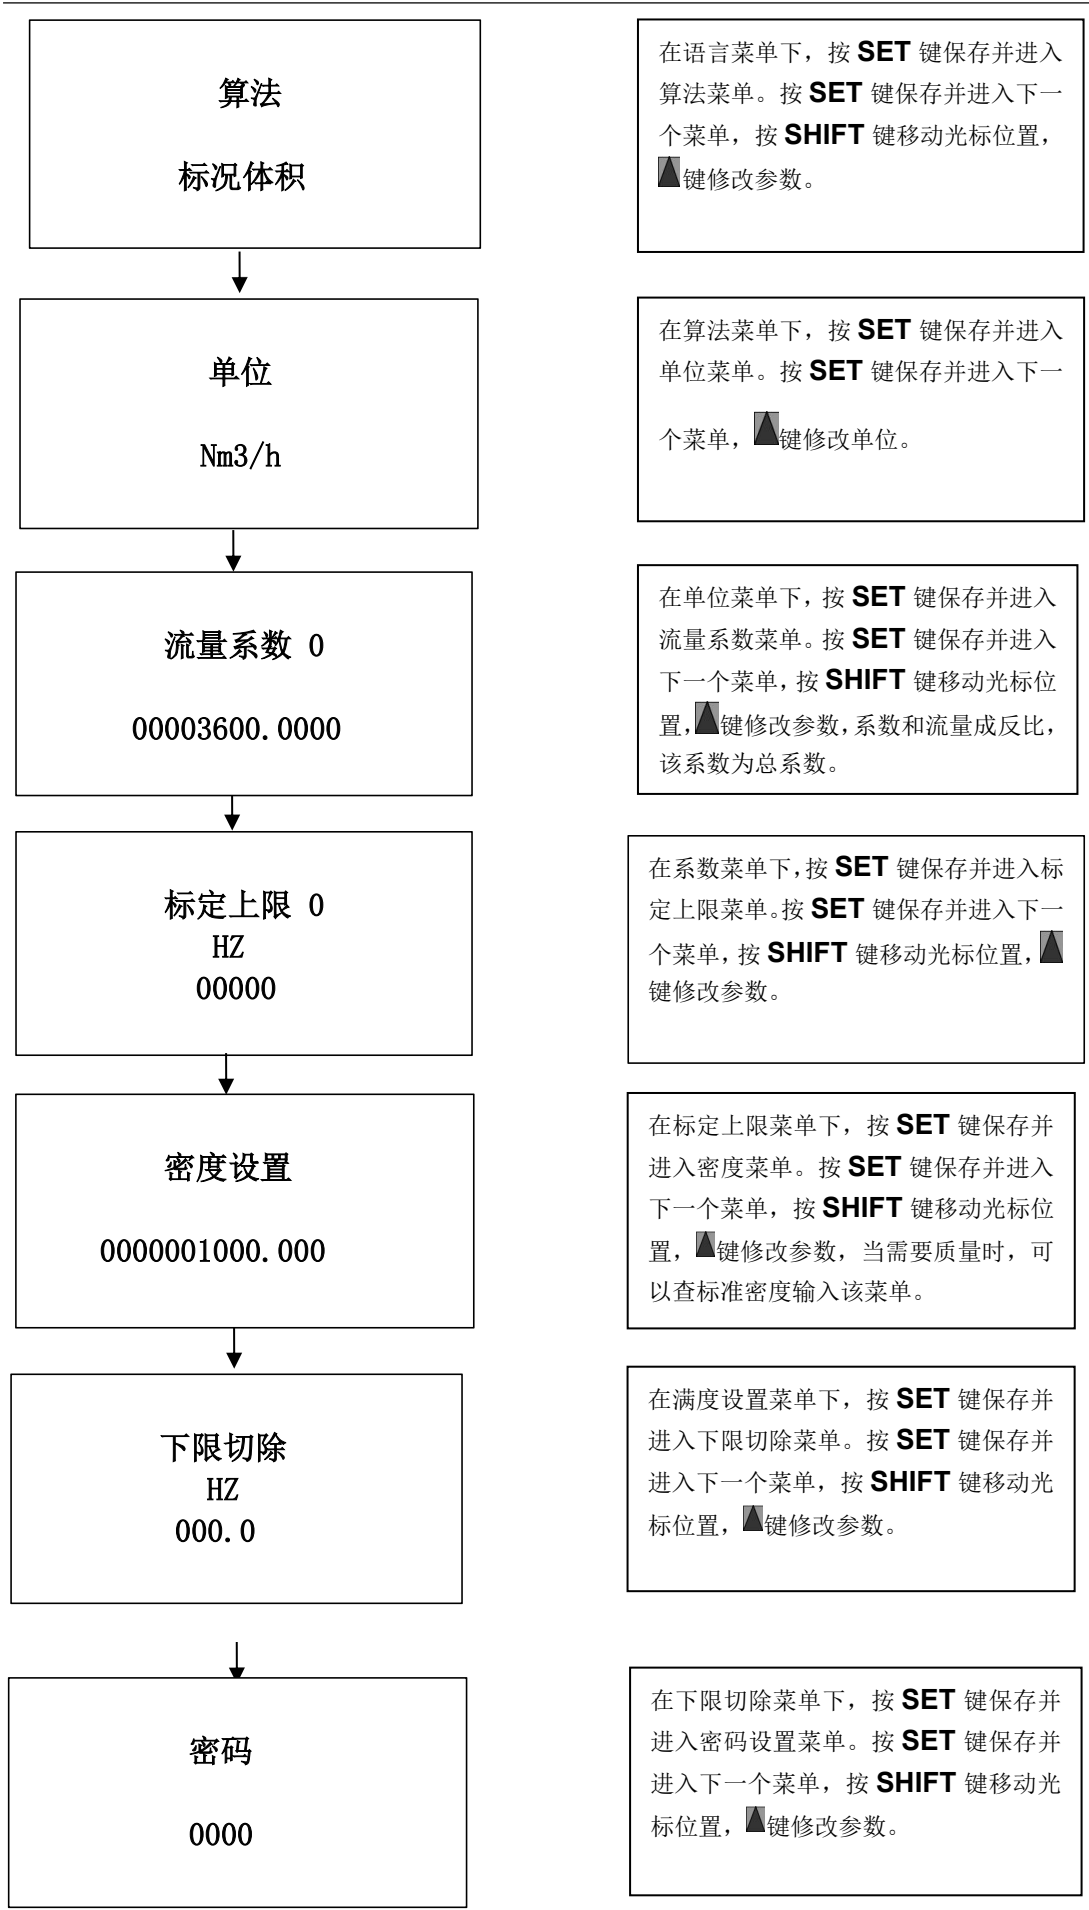 算法
标况体积
在语言菜单下，按 SET 键保存并进入
算法菜单。按 SET 键保存并进入下一
个菜单，按 SHIFT 键移动光标位置，
键修改参数。
单位
Nm3/h
在算法菜单下，按 SET 键保存并进入
单位菜单。按 SET 键保存并进入下一
个菜单，键修改单位。
流量系数 0
00003600.0000
在单位菜单下，按 SET 键保存并进入
流量系数菜单。按 SET 键保存并进入
下一个菜单，按 SHIFT 键移动光标位
置，键修改参数，系数和流量成反比，
该系数为总系数。
标定上限 0
HZ
00000
在系数菜单下，按 SET 键保存并进入标
定上限菜单。按 SET 键保存并进入下一
个菜单，按 SHIFT 键移动光标位置，
键修改参数。
密度设置
0000001000.000
在标定上限菜单下，按 SET 键保存并
进入密度菜单。按 SET 键保存并进入
下一个菜单，按 SHIFT 键移动光标位
置，键修改参数，当需要质量时，可
以查标准密度输入该菜单。
下限切除
HZ
000.0
在满度设置菜单下，按 SET 键保存并
进入下限切除菜单。按 SET 键保存并
进入下一个菜单，按 SHIFT 键移动光
标位置，键修改参数。
密码
0000
在下限切除菜单下，按 SET 键保存并
进入密码设置菜单。按 SET 键保存并
进入下一个菜单，按 SHIFT 键移动光
标位置，键修改参数。